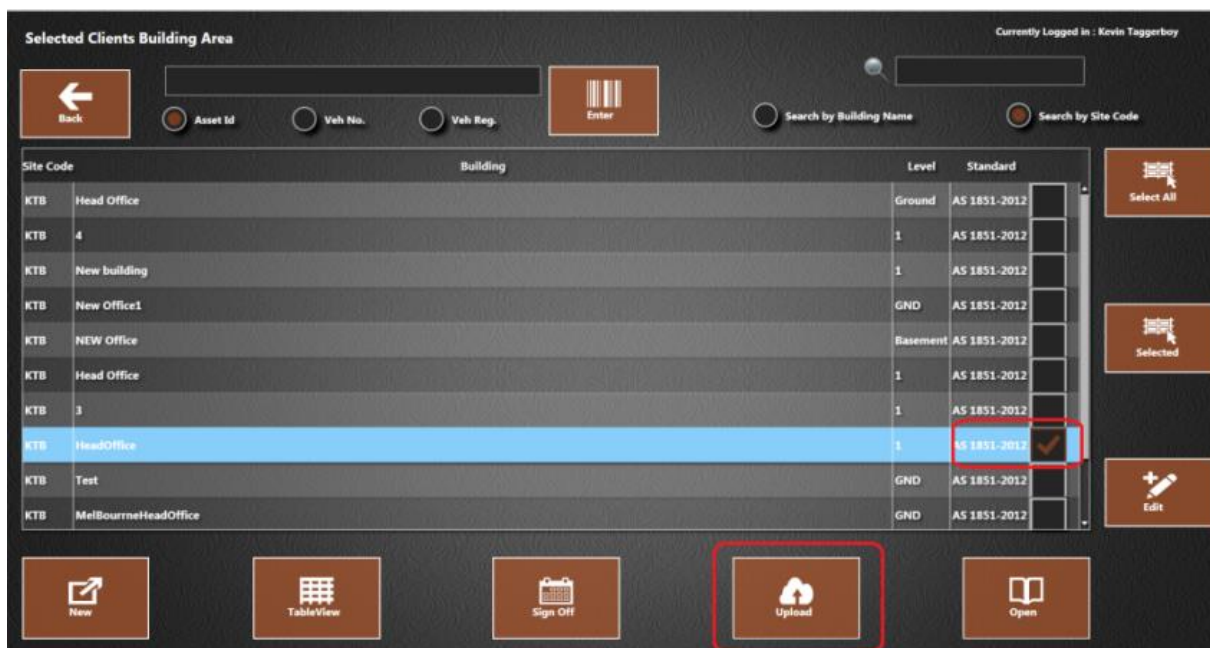 Selected Clients Building Area
Currently Logged in : Kevin Taggerboy
Back
Asset Id
Veh No.
Veh Reg.
Enter
Search by Building Name
Search by Site Code
Site Code Building Level Standard
KTB Head Office Ground AS 1851-2012
KTB 4 1 AS 1851-2012
KTB New building 1 AS 1851-2012
KTB New Office1 GND AS 1851-2012
KTB NEW Office Basement AS 1851-2012
KTB Head Office 1 AS 1851-2012
KTB 3 1 AS 1851-2012
KTB HeadOffice 1 AS 1851-2012
KTB Test GND AS 1851-2012
KTB MelBourrneHeadOffice GND AS 1851-2012
Select All
Selected
Edit
New
TableView
Sign Off
Upload
Open